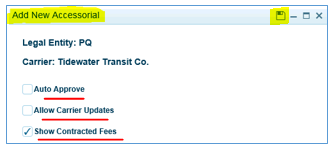 Add New Accessorial
Legal Entity: PQ
Carrier: Tidewater Transit Co.
Auto Approve
Allow Carrier Updates
Show Contracted Fees